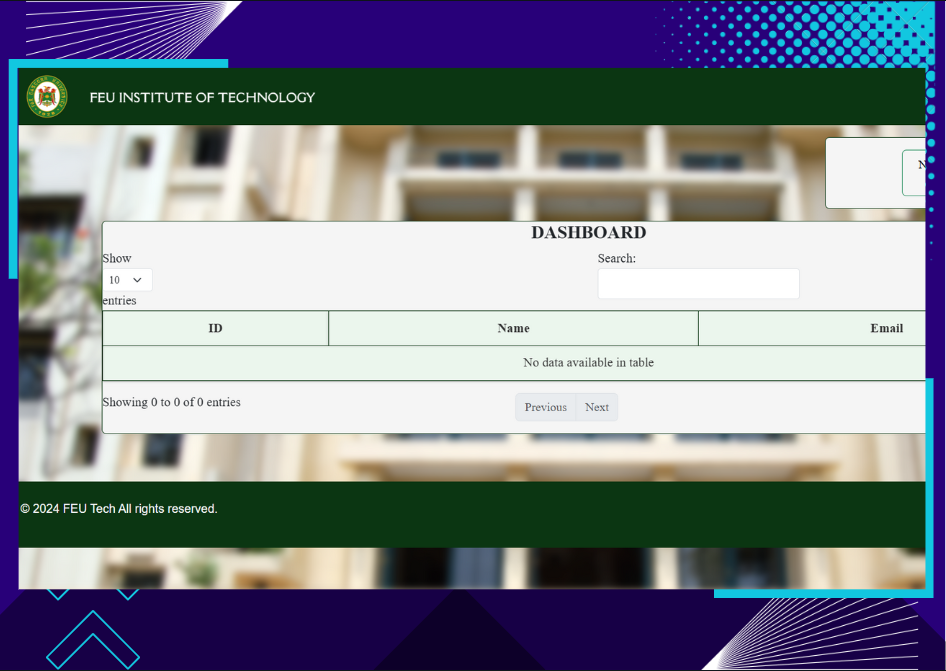 FEU INSTITUTE OF TECHNOLOGY
N
DASHBOARD
Show
10
entries
Search:
ID Name Email
No data available in table
Showing 0 to 0 of 0 entries
Previous Next
© 2024 FEU Tech All rights reserved.